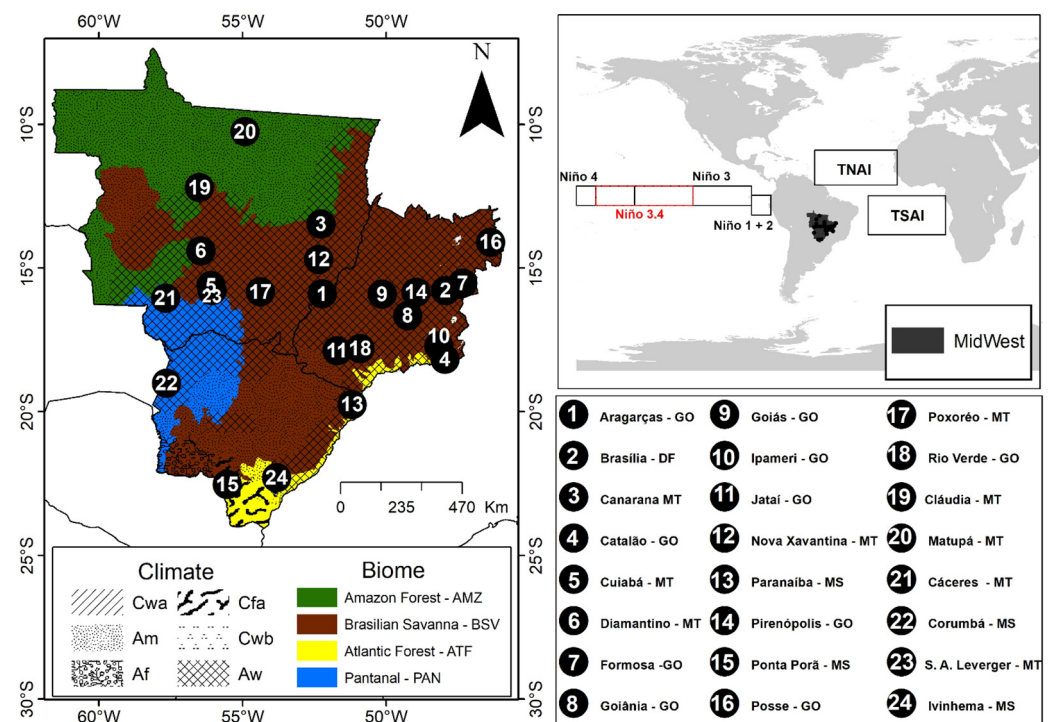 60°W 55°W 50°W
N
10°S
15°S
20°S
25°S
30°S
10°S
15°S
20°S
25°S
30°S
20
19
3
16
6
12
5
23
7
21
17
1
9
14
2
8
10
11
18
4
22
13
15
24
0 235 470 Km
Climate
Cwa Cfa
Am Cwb
Af Aw
Biome
Amazon Forest - AMZ
Brasilian Savanna - BSV
Atlantic Forest - ATF
Pantanal - PAN
60°W 55°W 50°W
TNAI
Niño 4 Niño 3
TSAI
Niño 3.4
Niño 1 + 2
MidWest
1 Aragarças - GO 9 Goiás - GO 17 Poxoréo - MT
2 Brasília - DF 10 Ipameri - GO 18 Rio Verde - GO
3 Canarana MT 11 Jataí - GO 19 Cláudia - MT
4 Catalão - GO 12 Nova Xavantina - MT 20 Matupá - MT
5 Cuiabá - MT 13 Paranaíba - MS 21 Cáceres - MT
6 Diamantino - MT 14 Pirenópolis - GO 22 Corumbá - MS
7 Formosa -GO 15 Ponta Porã - MS 23 S. A. Leverger - MT
8 Goiânia - GO 16 Posse - GO 24 Ivinhema - MS